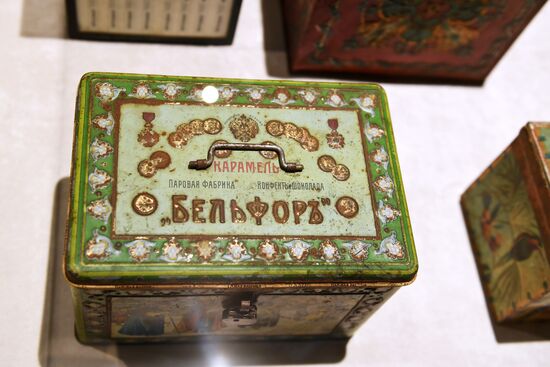 КАРАМЕЛЬ
ПАРОВАЯ ФАБРИКА КОНФЕКТЪ и ШОКОЛАДА
„БЕЛЬФОРЪ"